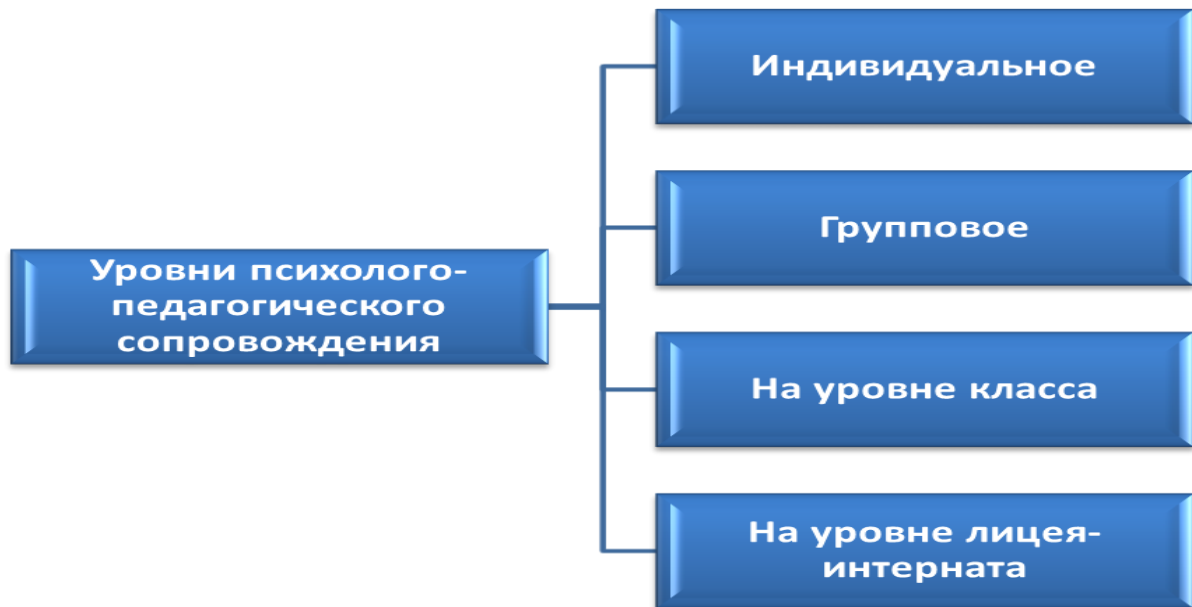 Индивидуальное
Групповое
Уровни психолого-
педагогического
сопровождения
На уровне класса
На уровне лицея-
интерната